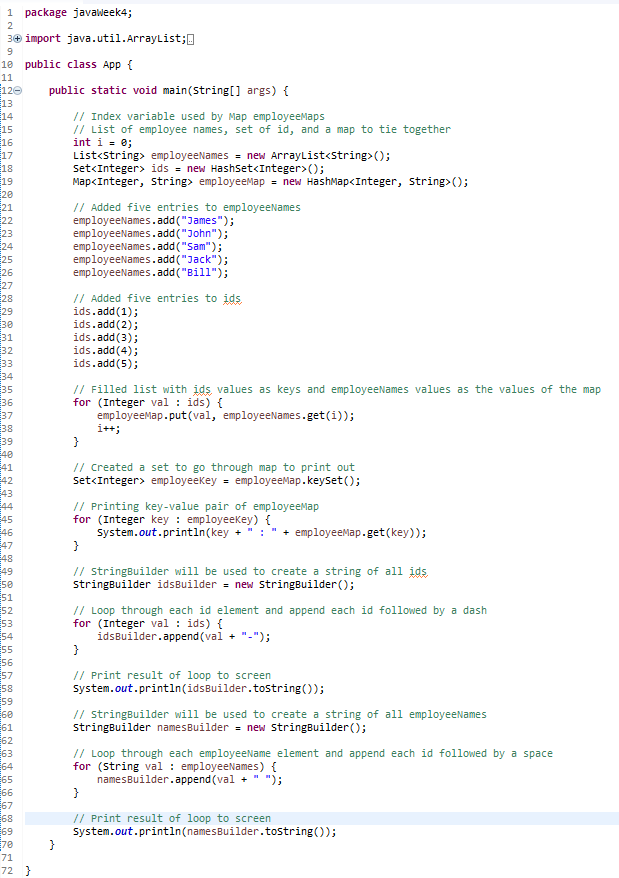 1 package javaWeek4;
2
3 import java.util.ArrayList;
9
10 public class App {
11
12     public static void main(String[] args) {
13
14         // Index variable used by Map employeeMaps
15         // List of employee names, set of id, and a map to tie together
16         int i = 0;
17         List<String> employeeNames = new ArrayList<String>();
18         Set<Integer> ids = new HashSet<Integer>();
19         Map<Integer, String> employeeMap = new HashMap<Integer, String>();
20
21         // Added five entries to employeeNames
22         employeeNames.add("James");
23         employeeNames.add("John");
24         employeeNames.add("Sam");
25         employeeNames.add("Jack");
26         employeeNames.add("Bill");
27
28         // Added five entries to ids
29         ids.add(1);
30         ids.add(2);
31         ids.add(3);
32         ids.add(4);
33         ids.add(5);
34
35         // Filled list with ids values as keys and employeeNames values as the values of the map
36         for (Integer val : ids) {
37             employeeMap.put(val, employeeNames.get(i));
38             i++;
39         }
40
41         // Created a set to go through map to print out
42         Set<Integer> employeeKey = employeeMap.keySet();
43
44         // Printing key-value pair of employeeMap
45         for (Integer key : employeeKey) {
46             System.out.println(key + " : " + employeeMap.get(key));
47         }
48
49         // StringBuilder will be used to create a string of all ids
50         StringBuilder idsBuilder = new StringBuilder();
51
52         // Loop through each id element and append each id followed by a dash
53         for (Integer val : ids) {
54             idsBuilder.append(val + "-");
55         }
56
57         // Print result of loop to screen
58         System.out.println(idsBuilder.toString());
59
60         // StringBuilder will be used to create a string of all employeeNames
61         StringBuilder namesBuilder = new StringBuilder();
62
63         // Loop through each employeeName element and append each id followed by a space
64         for (String val : employeeNames) {
65             namesBuilder.append(val + " ");
66         }
67
68         // Print result of loop to screen
69         System.out.println(namesBuilder.toString());
70     }
71
72 }